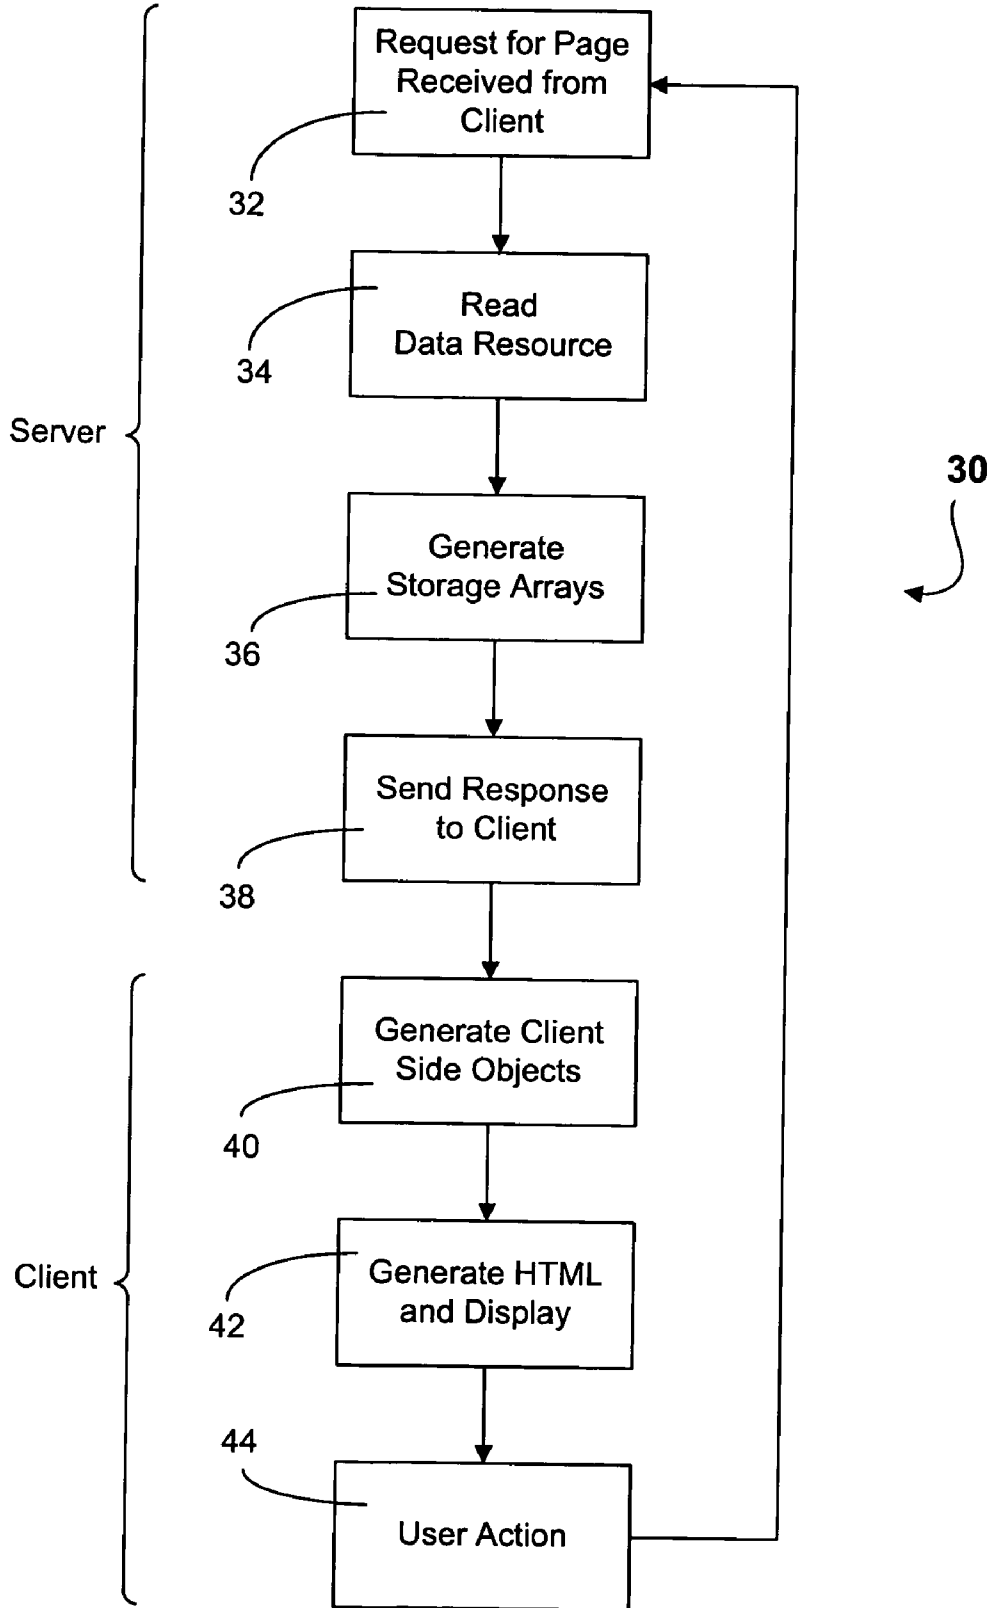 Request for Page
Received from
Client
32
Read
Data Resource
34
Server
30
Generate
Storage Arrays
36
Send Response
to Client
38
Generate Client
Side Objects
40
Client
Generate HTML
and Display
42
44
User Action